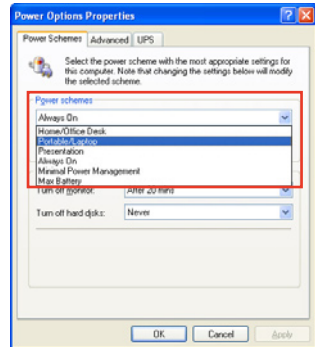 Power Options Properties
Power Schemes Advanced UPS
Select the power scheme with the most appropriate settings for
this computer. Note that changing the settings below will modify
the selected scheme.
Power schemes
Always On
Home/Office Desk
Portable/Laptop
Presentation
Always On
Minimal Power Management
Max Battery
Turn off monitor: After 20 mins
Turn off hard disks: Never
OK Cancel Apply